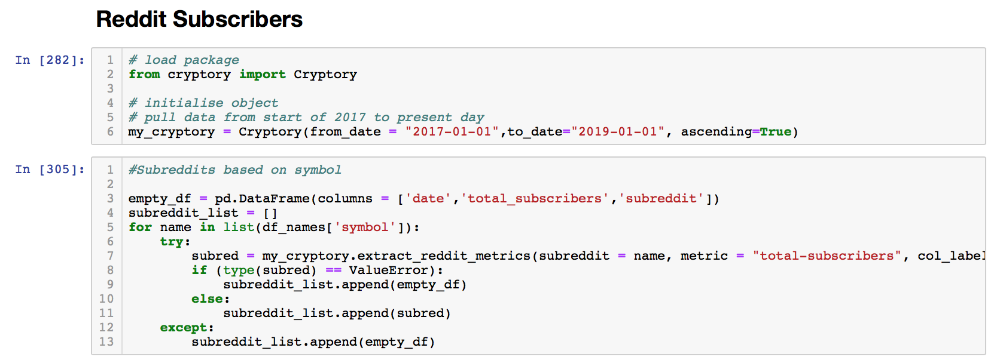 Reddit Subscribers
In [282]:
1 # load package
2 from cryptory import Cryptory
3
4 # initialise object
5 # pull data from start of 2017 to present day
6 my_cryptory = Cryptory(from_date = "2017-01-01",to_date="2019-01-01", ascending=True)
In [305]:
1 #Subreddits based on symbol
2
3 empty_df = pd.DataFrame(columns = ['date','total_subscribers','subreddit'])
4 subreddit_list = []
5 for name in list(df_names['symbol']):
6     try:
7         subred = my_cryptory.extract_reddit_metrics(subreddit = name, metric = "total-subscribers", col_label
8         if (type(subred) == ValueError):
9             subreddit_list.append(empty_df)
10         else:
11             subreddit_list.append(subred)
12     except:
13         subreddit_list.append(empty_df)